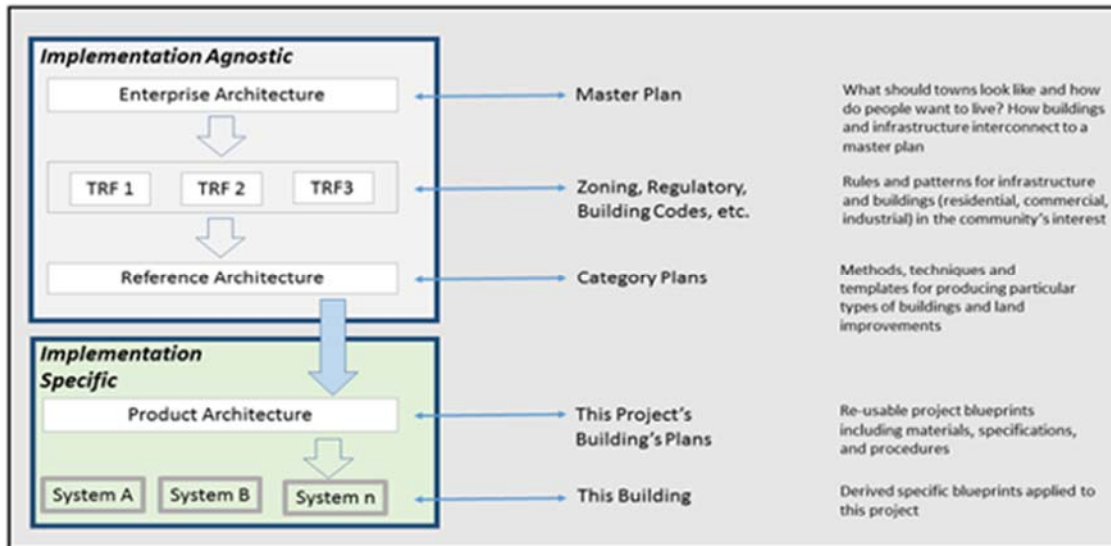 Implementation Agnostic
Enterprise Architecture
Master Plan
What should towns look like and how
do people want to live? How buildings
and infrastructure interconnect to a
master plan
TRF 1
TRF 2
TRF3
Zoning, Regulatory,
Building Codes, etc.
Rules and patterns for infrastructure
and buildings (residential, commercial,
industrial) in the community's interest
Reference Architecture
Category Plans
Methods, techniques and
templates for producing particular
types of buildings and land
improvements
Implementation
Specific
Product Architecture
This Project's
Building's Plans
Re-usable project blueprints
including materials, specifications,
and procedures
System A
System B
System n
This Building
Derived specific blueprints applied to
this project